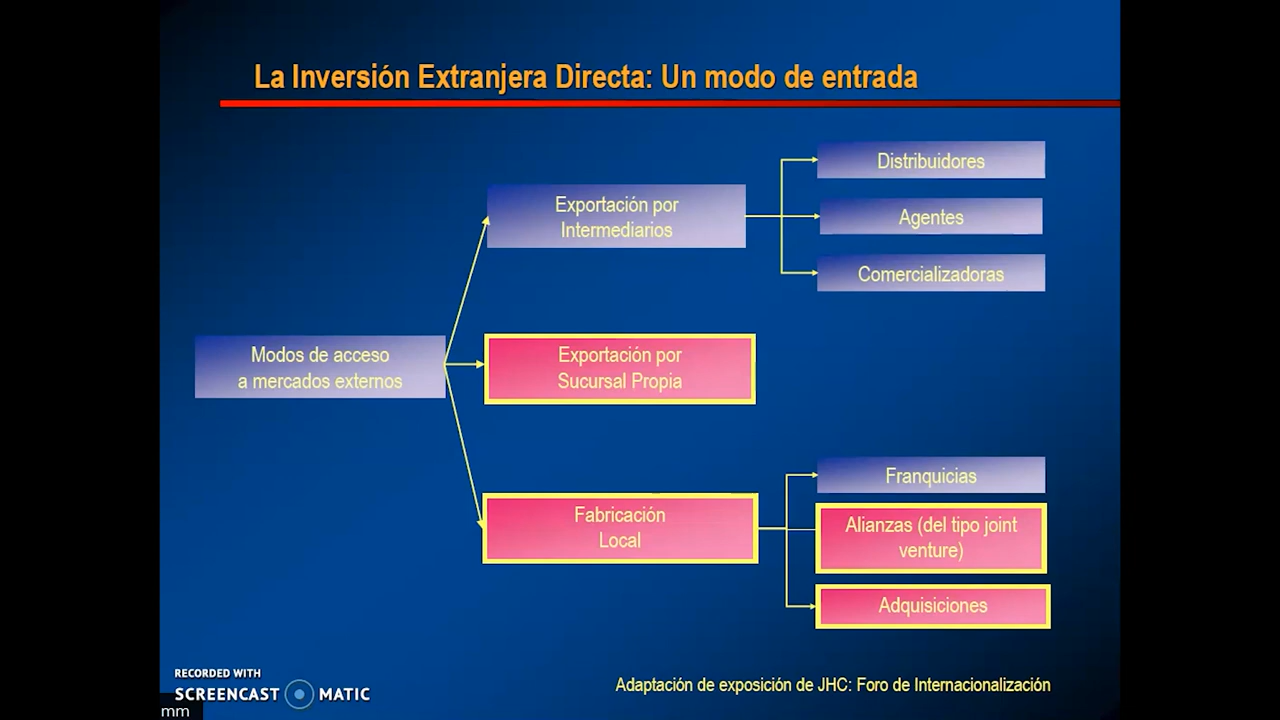 La Inversión Extranjera Directa: Un modo de entrada
Distribuidores
Exportación por
Intermediarios
Agentes
Comercializadoras
Modos de acceso
a mercados externos
Exportación por
Sucursal Propia
Franquicias
Fabricación
Local
Alianzas (del tipo joint
venture)
Adquisiciones
RECORDED WITH
SCREENCAST MATIC
Adaptación de exposición de JHC: Foro de Internacionalización
mm